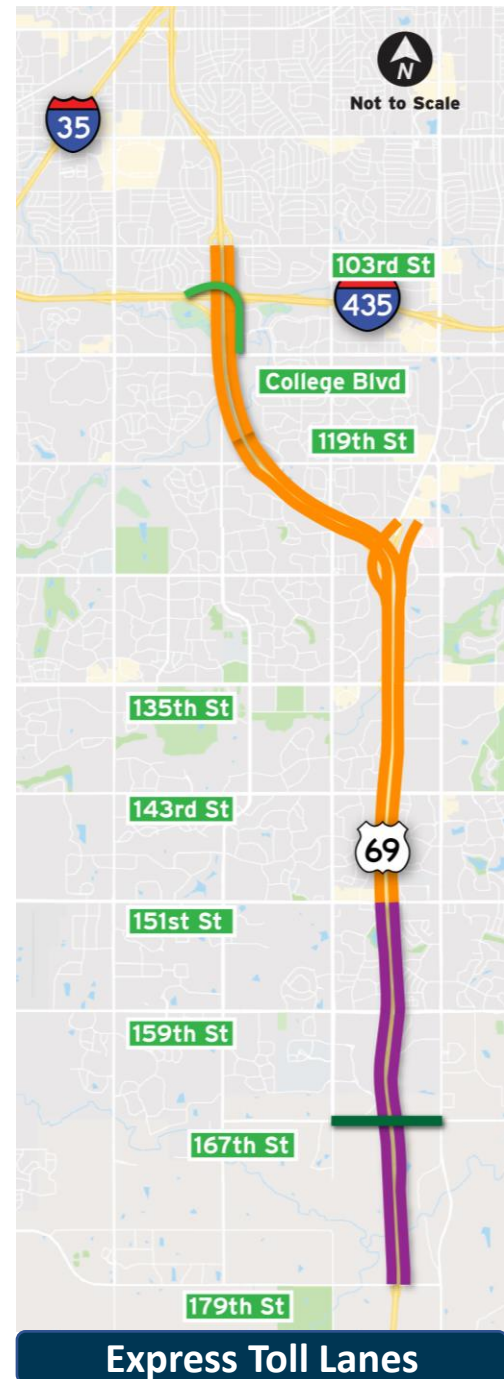 N
Not to Scale
35
103rd St
435
College Blvd
119th St
135th St
143rd St
69
151st St
159th St
167th St
179th St
Express Toll Lanes